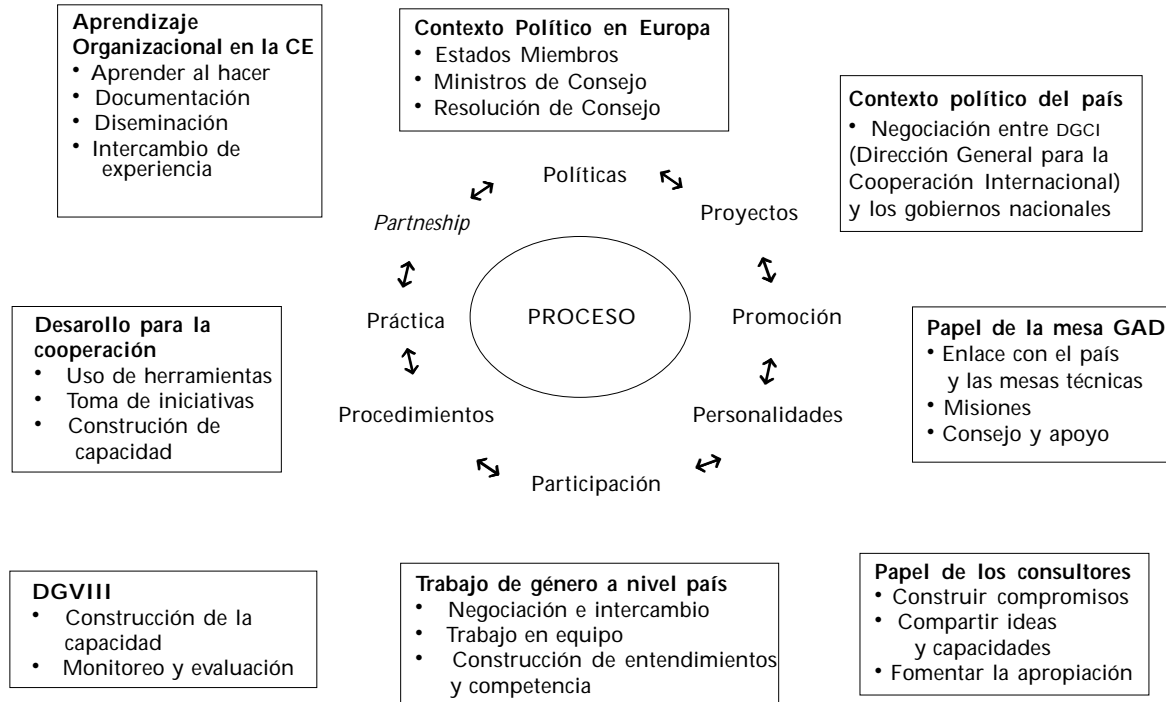 Aprendizaje
Organizacional en la CE
• Aprender al hacer
• Documentación
• Diseminación
• Intercambio de
experiencia
Contexto Político en Europa
• Estados Miembros
• Ministros de Consejo
• Resolución de Consejo
Contexto político del país
• Negociación entre DGCI
(Dirección General para la
Cooperación Internacional)
y los gobiernos nacionales
Políticas
Partneship
Proyectos
Práctica
PROCESO
Promoción
Procedimientos
Personalidades
Participación
Desarollo para la
cooperación
• Uso de herramientas
• Toma de iniciativas
• Construción de
capacidad
Papel de la mesa GAD
• Enlace con el país
y las mesas técnicas
• Misiones
• Consejo y apoyo
DGVIII
• Construcción de la
capacidad
• Monitoreo y evaluación
Trabajo de género a nivel país
• Negociación e intercambio
• Trabajo en equipo
• Construcción de entendimientos
y competencia
Papel de los consultores
• Construir compromisos
• Compartir ideas
y capacidades
• Fomentar la apropiación